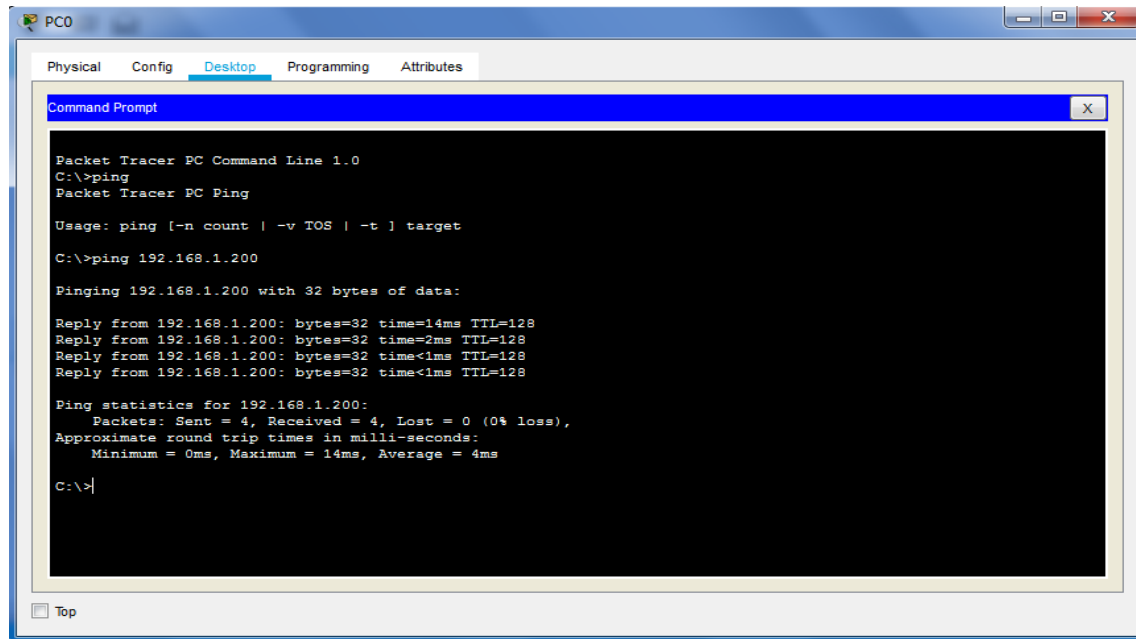 PC0
Physical Config Desktop Programming Attributes
Command Prompt
X
Packet Tracer PC Command Line 1.0
C:\>ping
Packet Tracer PC Ping
Usage: ping [-n count | -v TOS | -t ] target
C:\>ping 192.168.1.200
Pinging 192.168.1.200 with 32 bytes of data:
Reply from 192.168.1.200: bytes=32 time=14ms TTL=128
Reply from 192.168.1.200: bytes=32 time=2ms TTL=128
Reply from 192.168.1.200: bytes=32 time<1ms TTL=128
Reply from 192.168.1.200: bytes=32 time<1ms TTL=128
Ping statistics for 192.168.1.200:
Packets: Sent = 4, Received = 4, Lost = 0 (0% loss),
Approximate round trip times in milli-seconds:
Minimum = 0ms, Maximum = 14ms, Average = 4ms
C:\>
Top